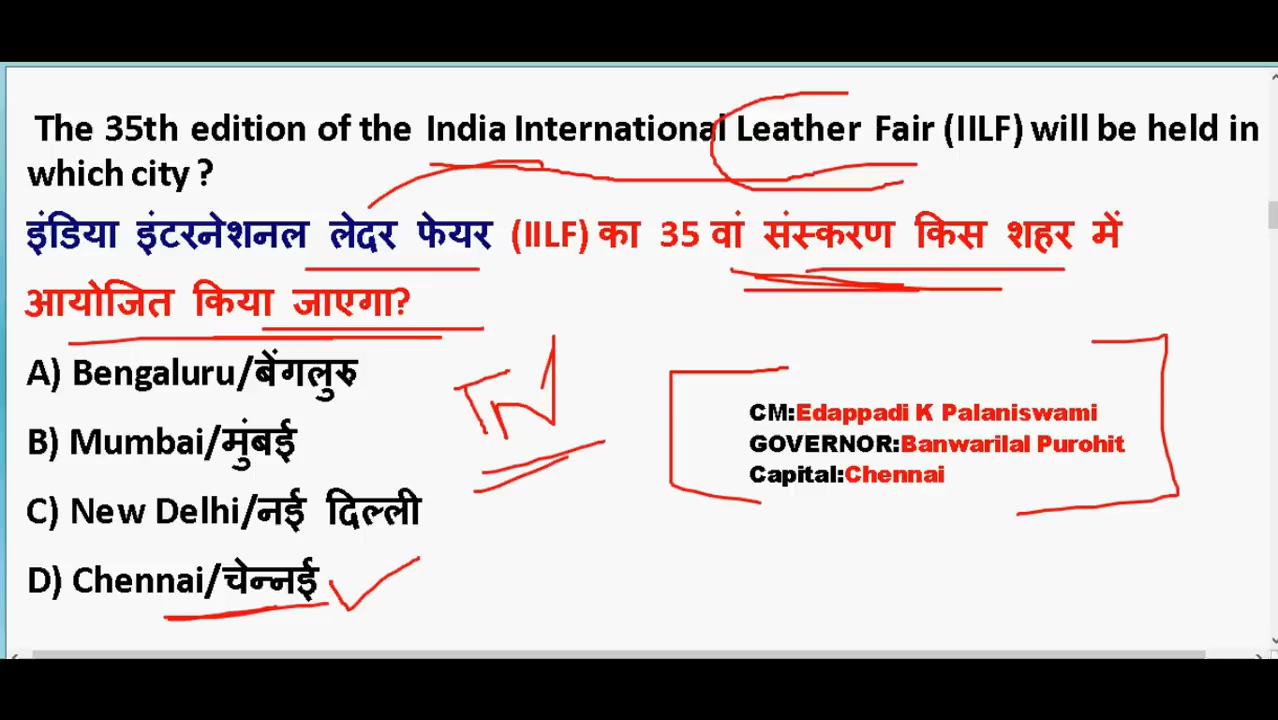 The 35th edition of the India International Leather Fair (IILF) will be held in
which city ?
इंडिया इंटरनेशनल लेदर फेयर (IILF) का 35 वां संस्करण किस शहर में
आयोजित किया जाएगा?
A) Bengaluru/बेंगलुरु
B) Mumbai/मुंबई
C) New Delhi/नई दिल्ली
D) Chennai/चेन्नई
TN
CM:Edappadi K Palaniswami
GOVERNOR:Banwarilal Purohit
Capital:Chennai